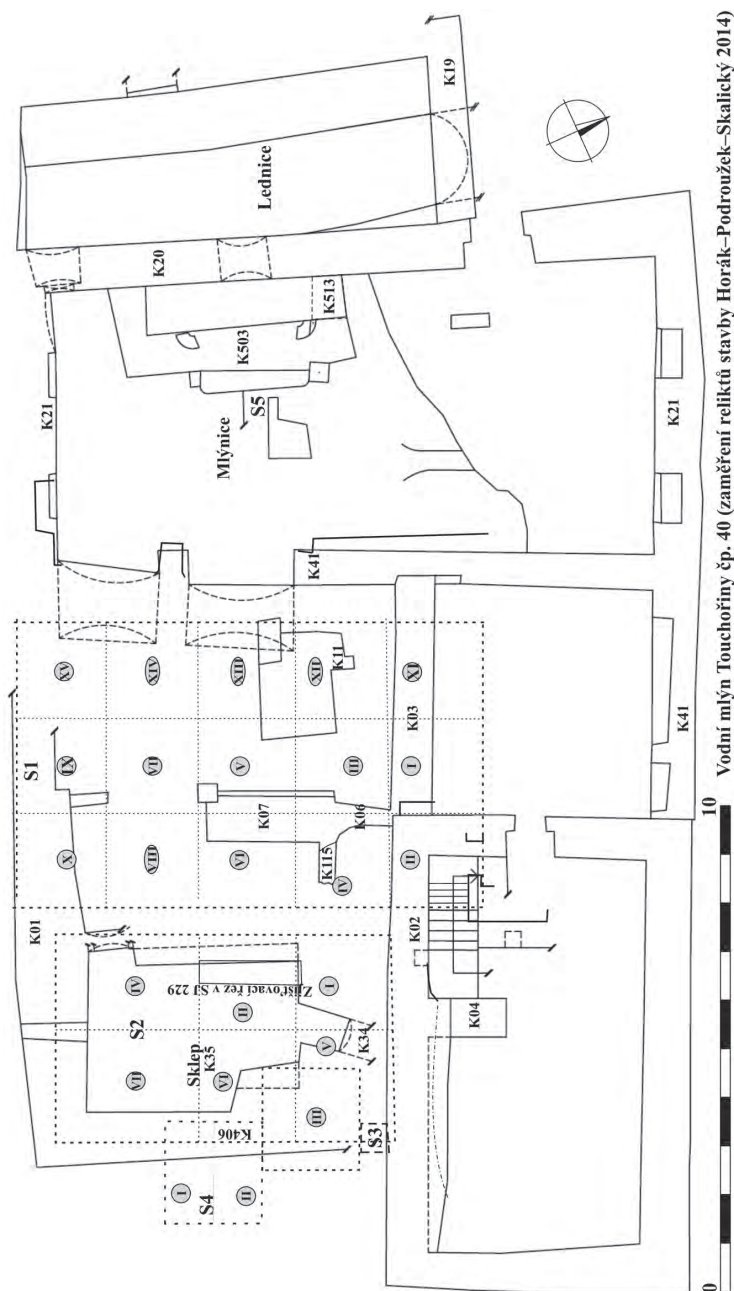 K19
Lednice
K20
K513
K503
K21
S5
Mlýnice
K21
K41
XV
XIV
XIII
XII
K11
XI
K03
K41
S1
IX
VII
V
III
I
K07
K06
X
VIII
VI
K115
IV
II
K01
K02
IV
Zjišťovací řez v SJ 229
I
S2
II
K04
V
K34
Sklep
K35
VII
VI
III
K406
S3
I
II
S4
0
10
Vodní mlýn Touchořiny čp. 40 (zaměření reliktů stavby Horák–Podroužek–Skalický 2014)